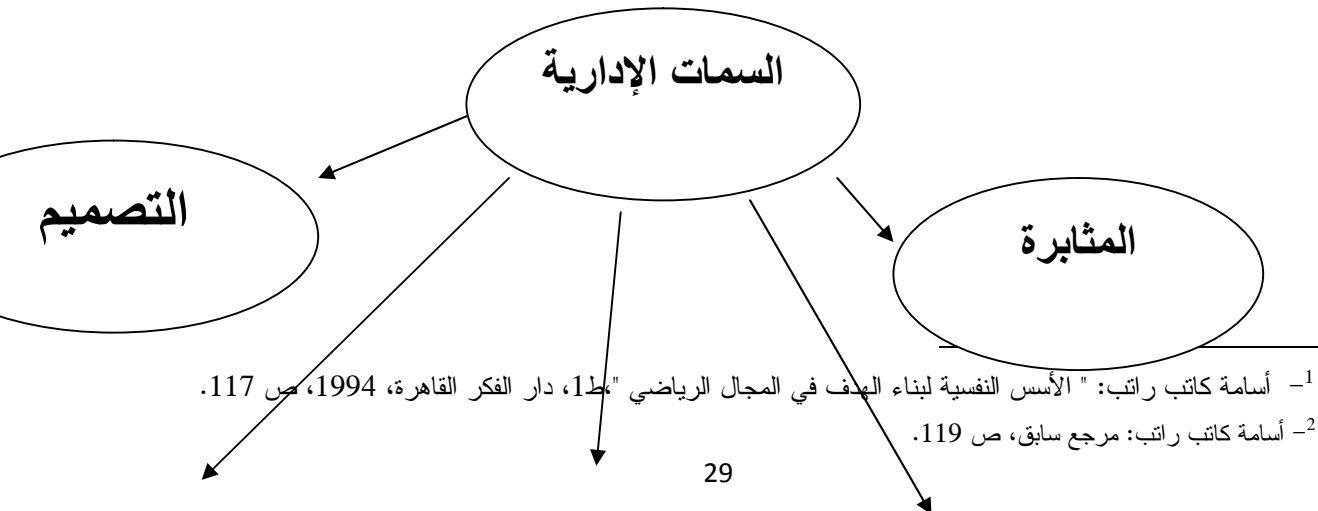 السمات الإدارية
المثابرة
التصميم
1– أسامة كاتب راتب: " الأسس النفسية لبناء الهدف في المجال الرياضي "،ط1، دار الفكر القاهرة، 1994، ص 117.
2– أسامة كاتب راتب: مرجع سابق، ص 119.
29